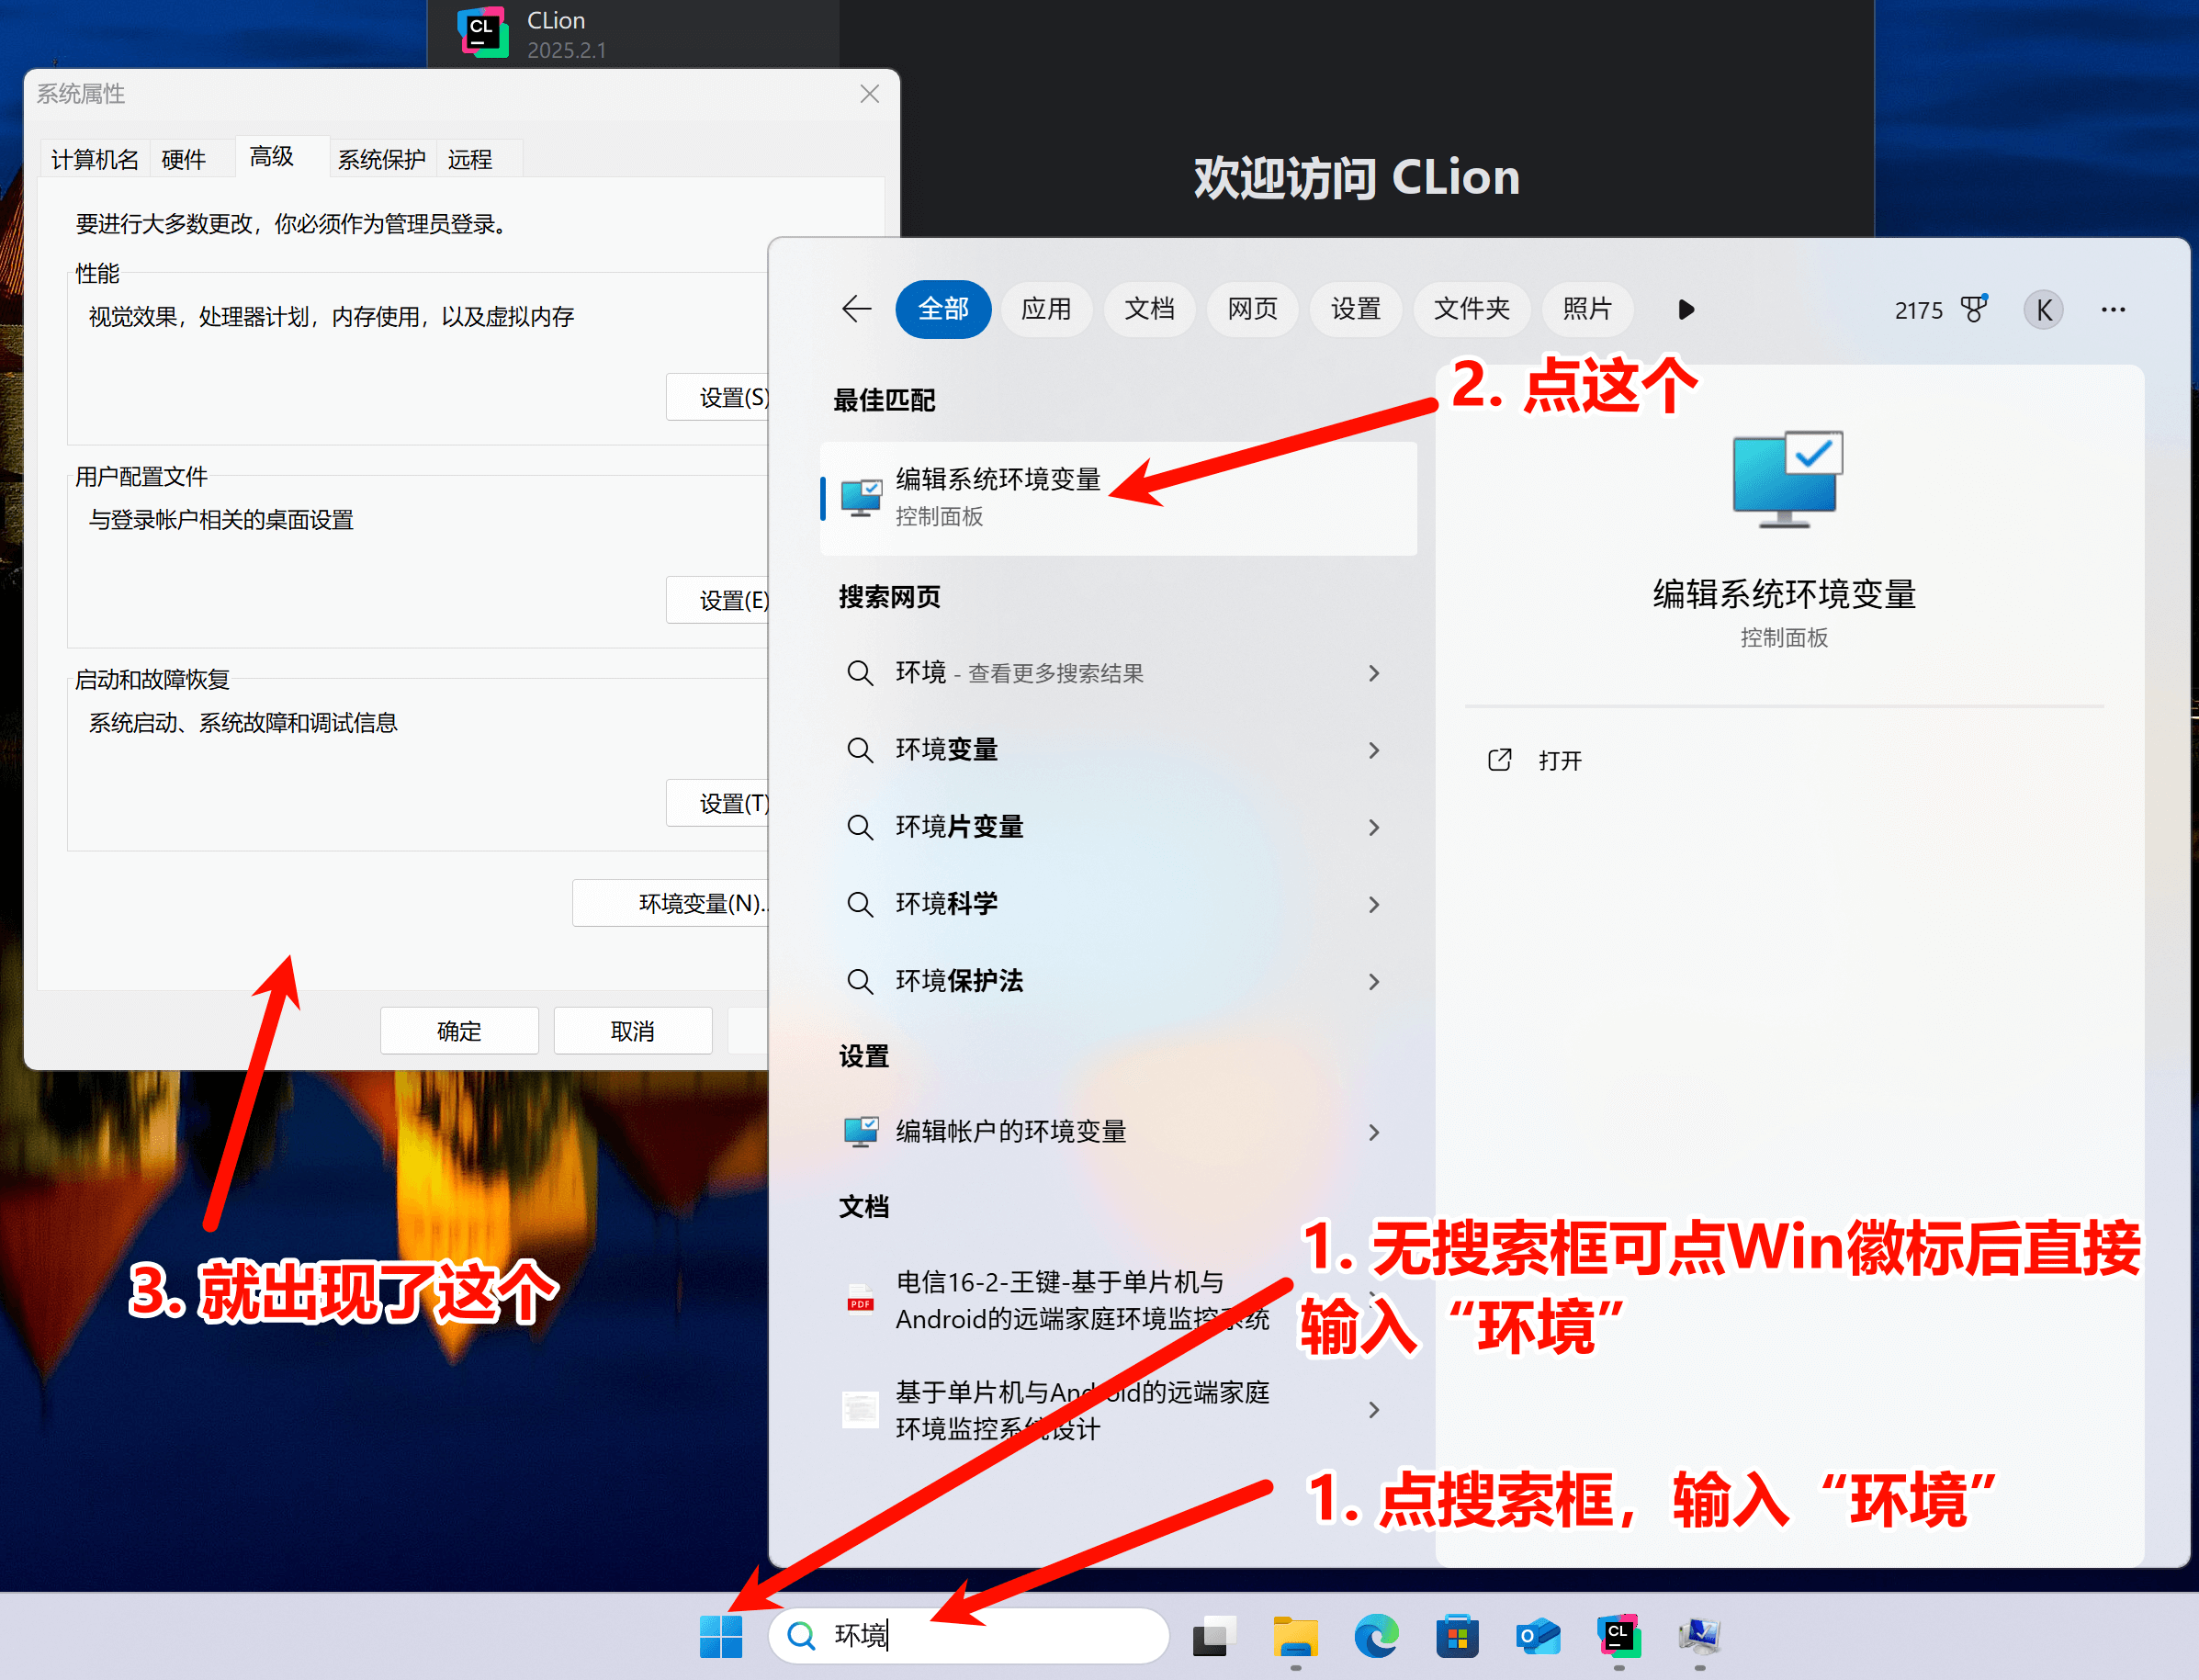 CLion
2025.2.1
欢迎访问 CLion
系统属性
计算机名
硬件
高级
系统保护
远程
要进行大多数更改，你必须作为管理员登录。
性能
视觉效果，处理器计划，内存使用，以及虚拟内存
设置(S)
用户配置文件
与登录帐户相关的桌面设置
设置(E)
启动和故障恢复
系统启动、系统故障和调试信息
设置(T)
环境变量(N)..
确定
取消
3. 就出现了这个
全部
应用
文档
网页
设置
文件夹
照片
2175
K
2. 点这个
最佳匹配
编辑系统环境变量
控制面板
搜索网页
环境 - 查看更多搜索结果
环境变量
环境片变量
环境科学
环境保护法
设置
编辑帐户的环境变量
文档
PDF
电信16-2-王键-基于单片机与
Android的远端家庭环境监控系统
基于单片机与Android的远端家庭
环境监控系统设计
编辑系统环境变量
控制面板
打开
1. 无搜索框可点Win徽标后直接
输入“环境”
1. 点搜索框，输入“环境”
环境
CL
CL